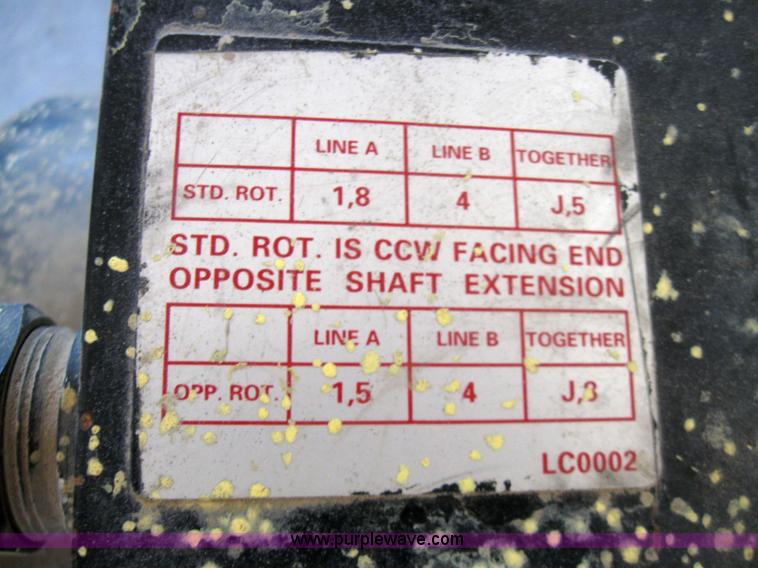 LINE A LINE B TOGETHER
STD. ROT. 1,8 4 J,5
STD. ROT. IS CCW FACING END
OPPOSITE SHAFT EXTENSION
LINE A LINE B TOGETHER
OPP. ROT. 1,5 4 J,8
LC0002
www.purplewave.com